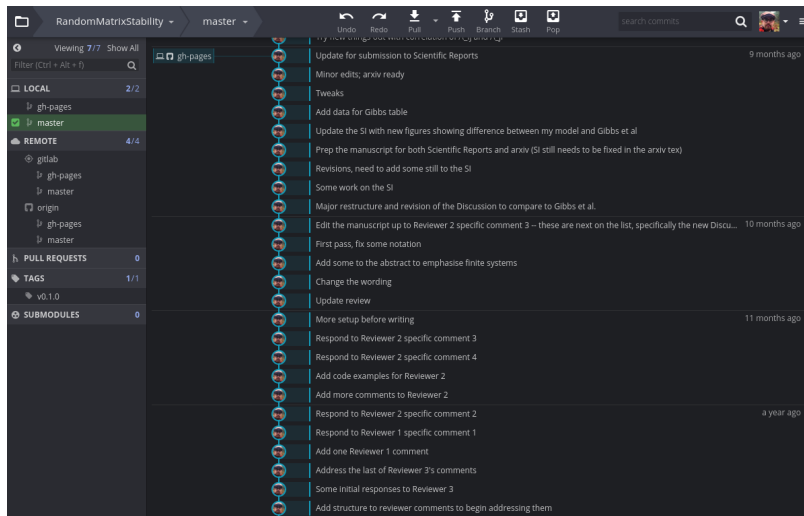 RandomMatrixStability
master
Undo
Redo
Pull
Push
Branch
Stash
Pop
search commits
Viewing 7/7 Show All
Filter (Ctrl + Alt + f)
LOCAL 2/2
gh-pages
master
REMOTE 4/4
gitlab
gh-pages
master
origin
gh-pages
master
PULL REQUESTS 0
TAGS 1/1
v0.1.0
SUBMODULES 0
gh-pages
Update for submission to Scientific Reports 9 months ago
Minor edits; arxiv ready
Tweaks
Add data for Gibbs table
Update the SI with new figures showing difference between my model and Gibbs et al
Prep the manuscript for both Scientific Reports and arxiv (SI still needs to be fixed in the arxiv tex)
Revisions, need to add some still to the SI
Some work on the SI
Major restructure and revision of the Discussion to compare to Gibbs et al.
Edit the manuscript up to Reviewer 2 specific comment 3 -- these are next on the list, specifically the new Discu... 10 months ago
First pass, fix some notation
Add some to the abstract to emphasise finite systems
Change the wording
Update review
More setup before writing 11 months ago
Respond to Reviewer 2 specific comment 3
Respond to Reviewer 2 specific comment 4
Add code examples for Reviewer 2
Add more comments to Reviewer 2
Respond to Reviewer 2 specific comment 2 a year ago
Respond to Reviewer 1 specific comment 1
Add one Reviewer 1 comment
Address the last of Reviewer 3's comments
Some initial responses to Reviewer 3
Add structure to reviewer comments to begin addressing them